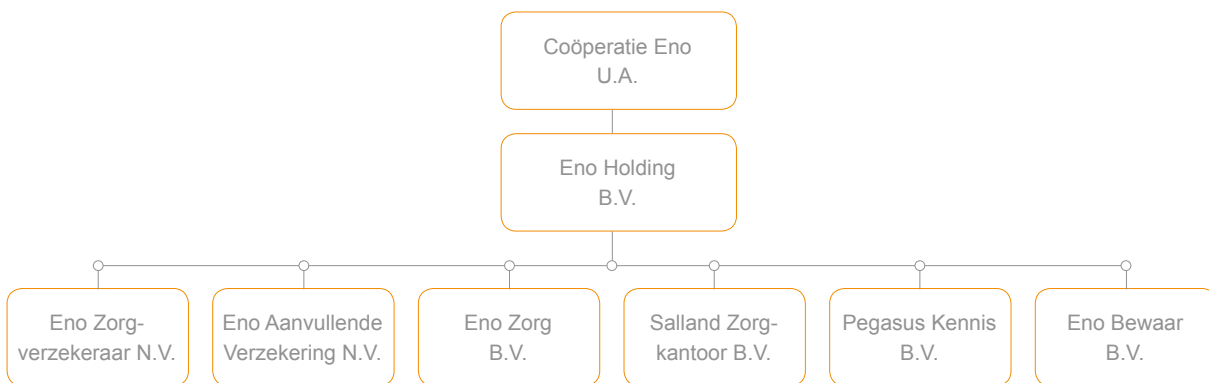 Coöperatie Eno
U.A.
Eno Holding
B.V.
Eno Zorg-
verzekeraar N.V.
Eno Aanvullende
Verzekering N.V.
Eno Zorg
B.V.
Salland Zorg-
kantoor B.V.
Pegasus Kennis
B.V.
Eno Bewaar
B.V.